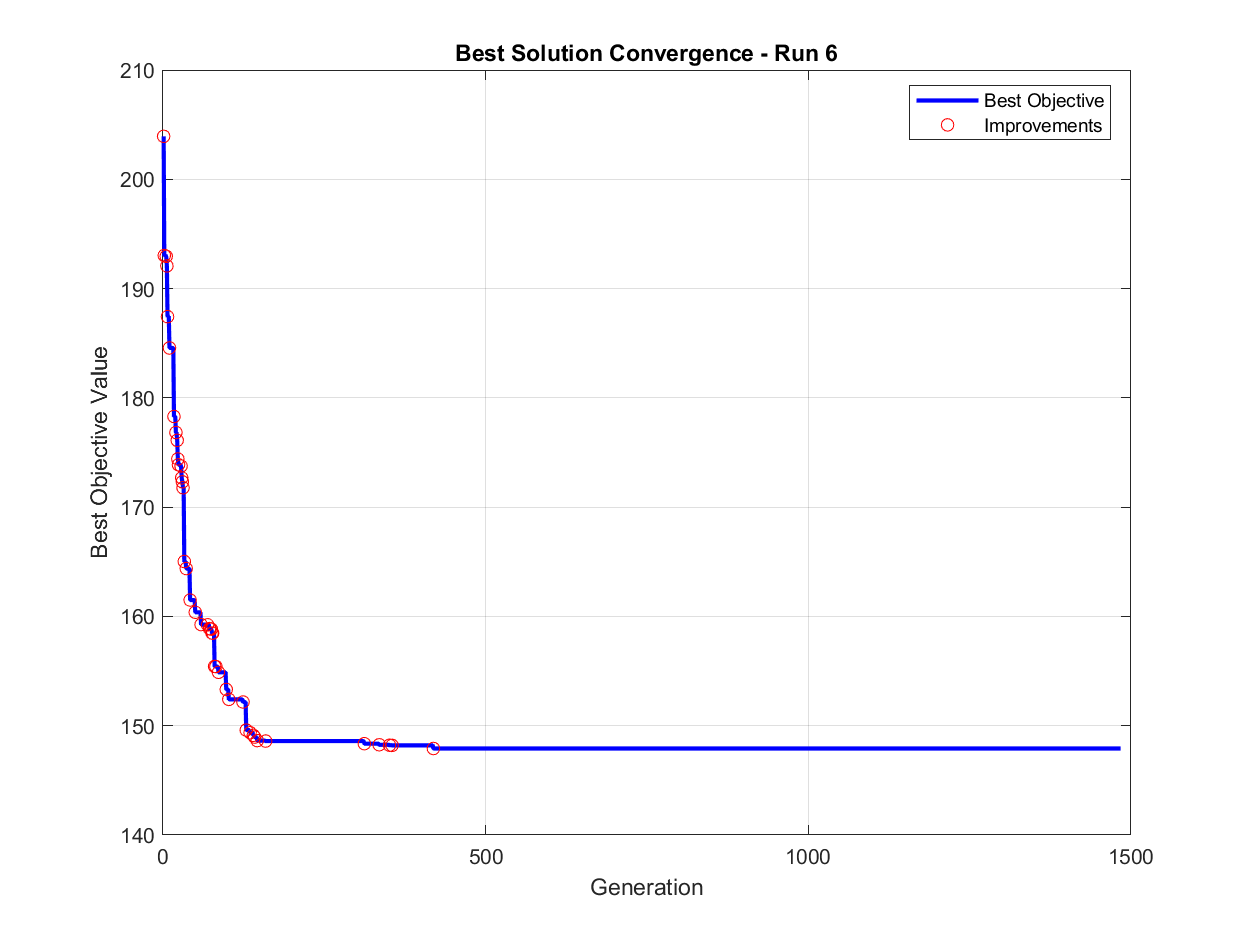 Best Solution Convergence - Run 6
210
200
190
180
170
160
150
140
Best Objective Value
Best Objective
Improvements
0
500
1000
1500
Generation